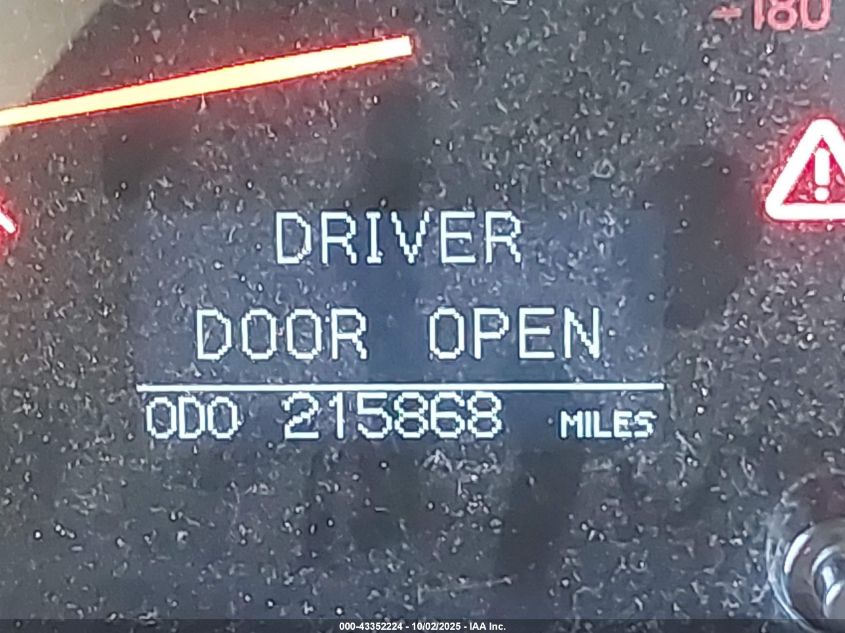 -180
DRIVER
DOOR OPEN
ODO 215868 MILES
000-43352224 - 10/02/2025 - IAA Inc.